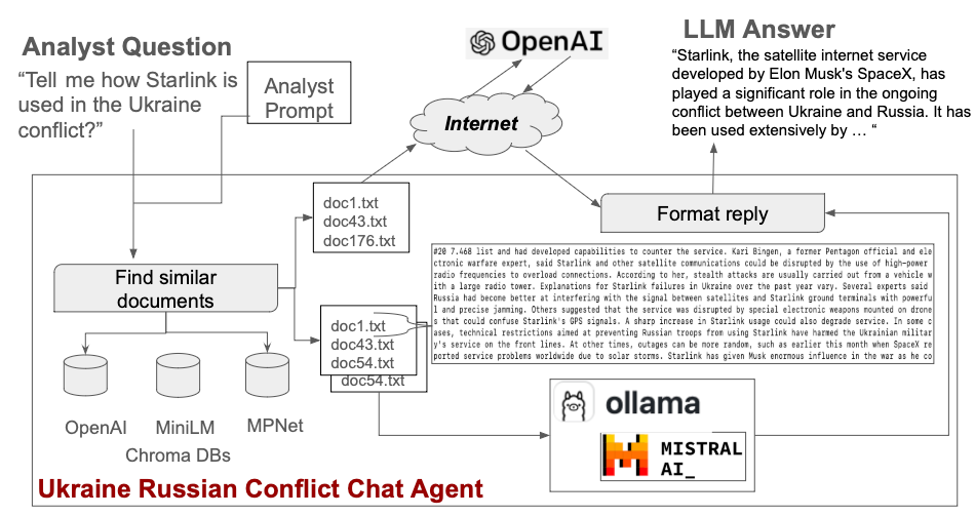 Analyst Question
“Tell me how Starlink is
used in the Ukraine
conflict?”
Analyst
Prompt
OpenAI
Internet
LLM Answer
“Starlink, the satellite internet service
developed by Elon Musk's SpaceX, has
played a significant role in the ongoing
conflict between Ukraine and Russia. It has
been used extensively by ... “
doc1.txt
doc43.txt
doc176.txt
Format reply
Find similar
documents
#20 7.468 list and had developed capabilities to counter the service. Kari Bingen, a former Pentagon official and ele
ctronic warfare expert, said Starlink and other satellite communications could be disrupted by the use of high-power
radio frequencies to overload connections. According to her, stealth attacks are usually carried out from a vehicle w
ith a large radio tower. Explanations for Starlink failures in Ukraine over the past year vary. Several experts said
Russia had become better at interfering with the signal between satellites and Starlink ground terminals with powerfu
l and precise jamming. Others suggested that the service was disrupted by special electronic weapons mounted on drone
s that could confuse Starlink's GPS signals. A sharp increase in Starlink usage could also degrade service. In some c
ases, technical restrictions aimed at preventing Russian troops from using Starlink have harmed the Ukrainian militar
y's service on the front lines. At other times, outages can be more random, such as earlier this month when SpaceX re
ported service problems worldwide due to solar storms. Starlink has given Musk enormous influence in the war as he co
doc1.txt
doc43.txt
doc54.txt
doc54.txt
OpenAI
MiniLM
MPNet
Chroma DBs
ollama
MISTRAL
AI_
Ukraine Russian Conflict Chat Agent